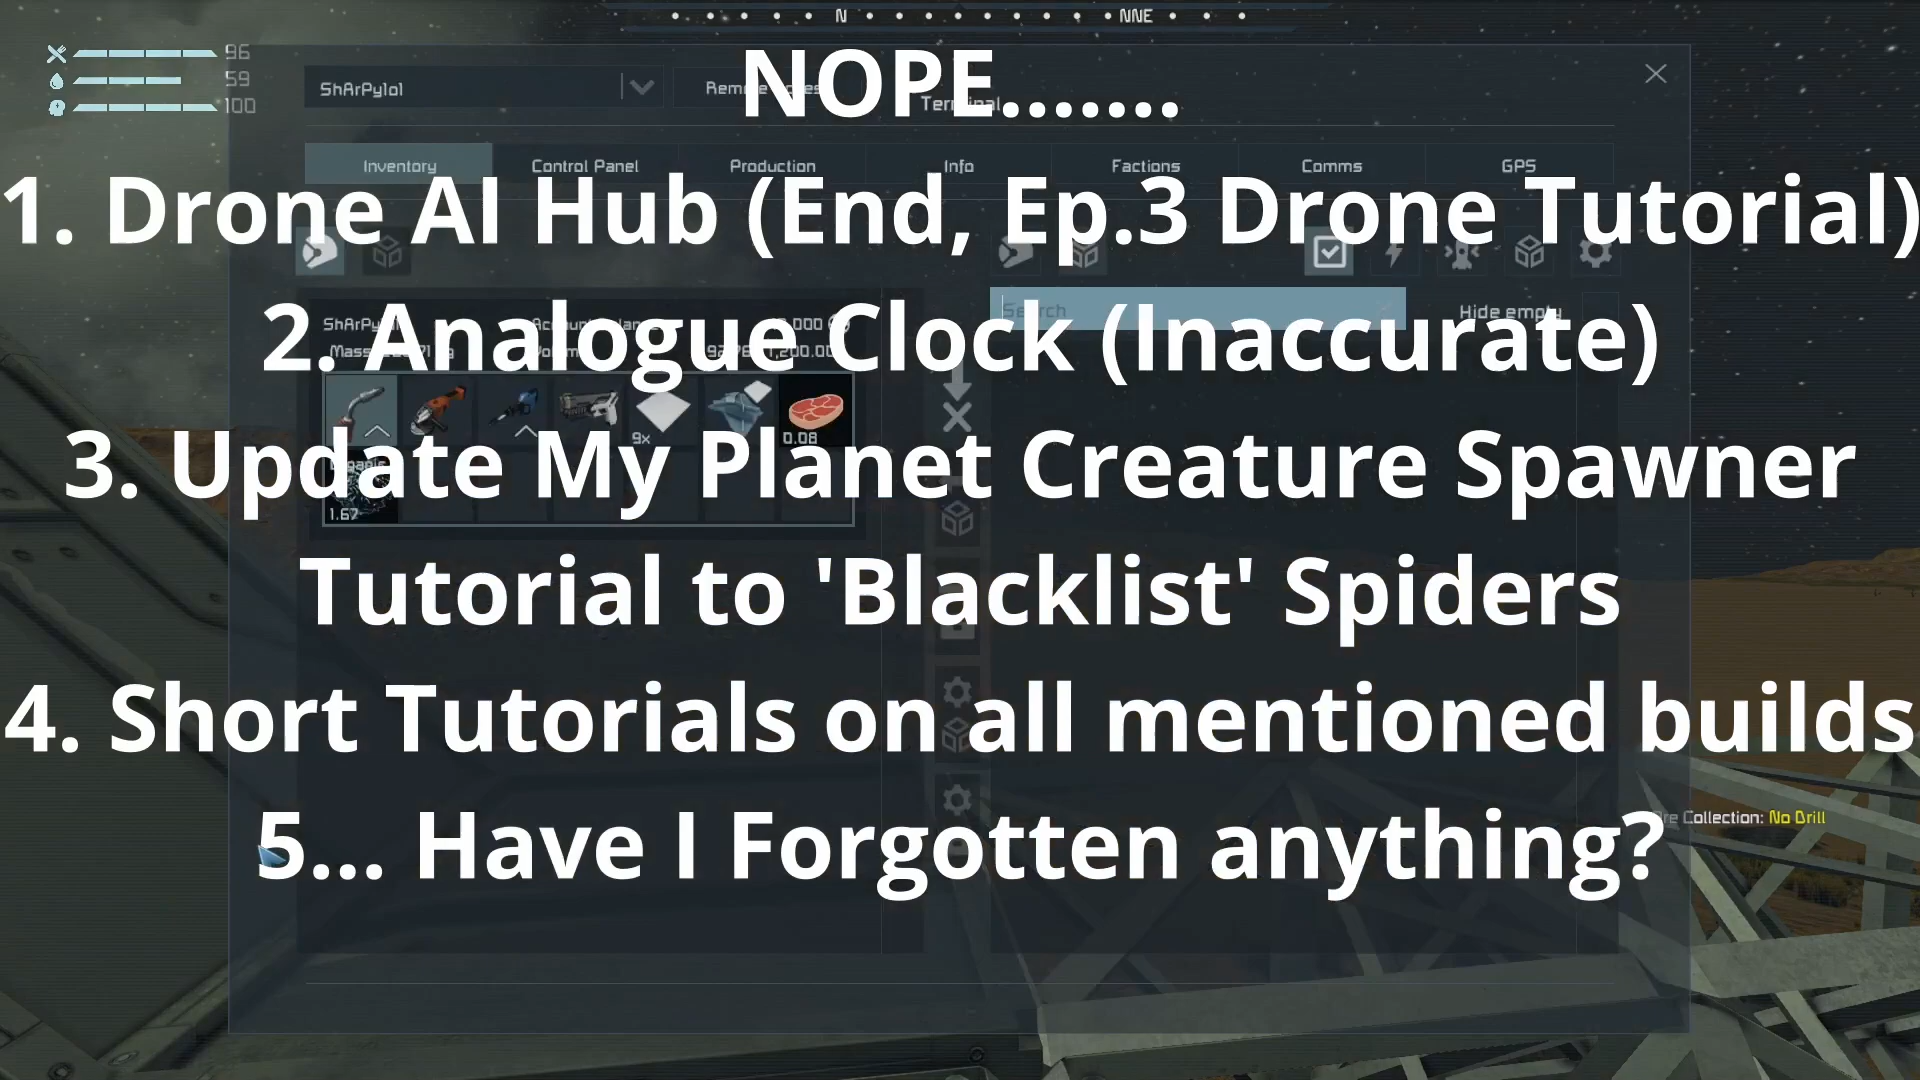 N NNE
96
59
100
NOPE.......
ShArPylol
Inventory Control Panel Production Info Factions Comms GPS
1. Drone AI Hub (End, Ep.3 Drone Tutorial)
2. Analogue Clock (Inaccurate)
Hide empty
9x
0.08
3. Update My Planet Creature Spawner
1.67
Tutorial to 'Blacklist' Spiders
4. Short Tutorials on all mentioned builds
Collection: No Drill
5... Have I Forgotten anything?